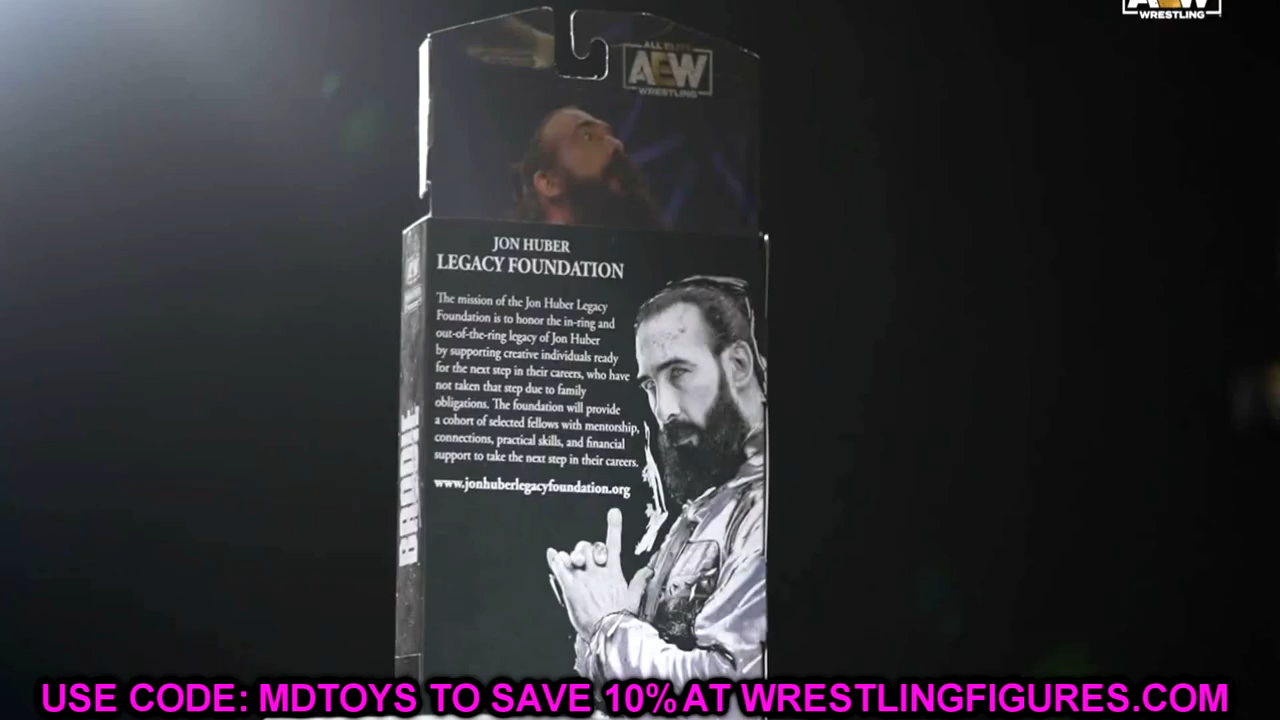 AEW
WRESTLING
ALL ELITE
AEW
WRESTLING
JON HUBER
LEGACY FOUNDATION
The mission of the Jon Huber Legacy
Foundation is to honor the in-ring and
out-of-the-ring legacy of Jon Huber
by supporting creative individuals ready
for the next step in their careers, who have
not taken that step due to family
obligations. The foundation will provide
a cohort of selected fellows with mentorship,
connections, practical skills, and financial
support to take the next step in their careers.
www.jonhuberlegacyfoundation.org
BRODIE
USE CODE: MDTOYS TO SAVE 10% AT WRESTLINGFIGURES.COM